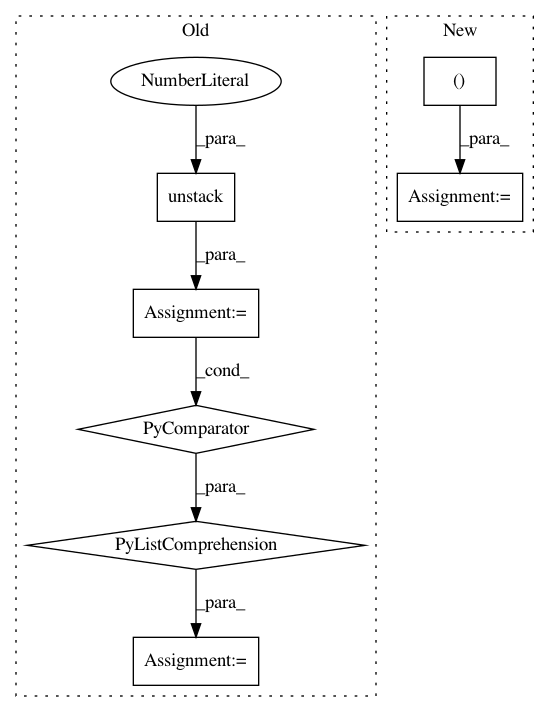 Old
New
NumberLiteral
()
_para_
_para_
unstack
Assignment:=
_para_
Assignment:=
_cond_
PyComparator
_para_
PyListComprehension
_para_
Assignment:=